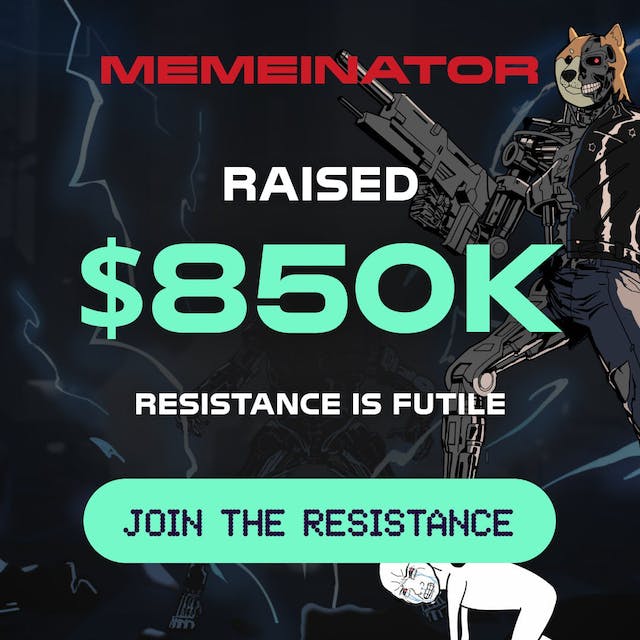 MEMEINATOR
RAISED
$850K
RESISTANCE IS FUTILE
JOIN THE RESISTANCE